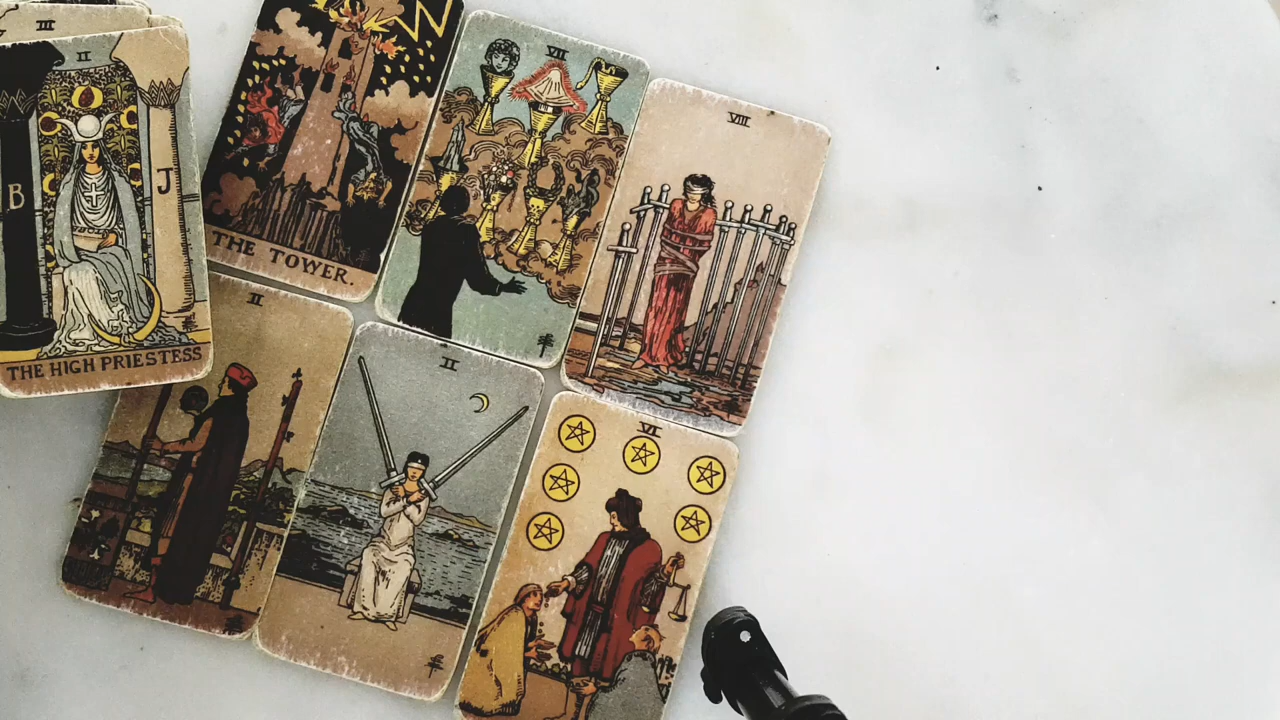 III
II
B
J
THE HIGH PRIESTESS
THE TOWER.
VII
VIII
II
II
VI